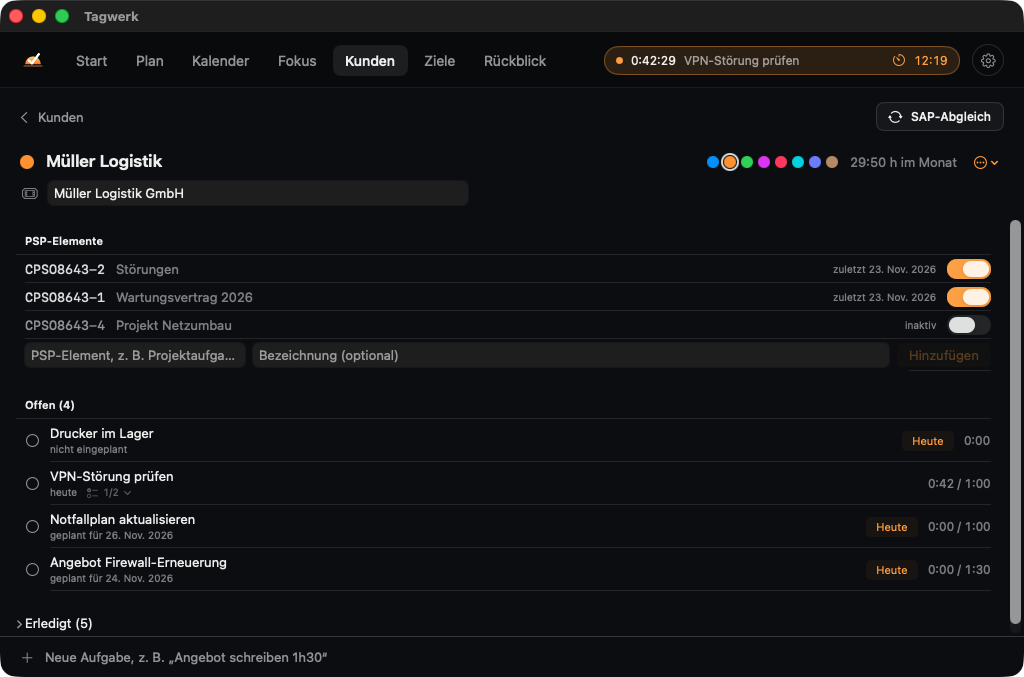 Tagwerk
Start Plan Kalender Fokus Kunden Ziele Rückblick 0:42:29 VPN-Störung prüfen 12:19
Kunden SAP-Abgleich
Müller Logistik 29:50 h im Monat
Müller Logistik GmbH
PSP-Elemente
CPS08643–2 Störungen zuletzt 23. Nov. 2026
CPS08643–1 Wartungsvertrag 2026 zuletzt 23. Nov. 2026
CPS08643–4 Projekt Netzumbau inaktiv
PSP-Element, z. B. Projektaufga... Bezeichnung (optional) Hinzufügen
Offen (4)
Drucker im Lager Heute 0:00
nicht eingeplant
VPN-Störung prüfen 0:42 / 1:00
heute 1/2
Notfallplan aktualisieren Heute 0:00 / 1:00
geplant für 26. Nov. 2026
Angebot Firewall-Erneuerung Heute 0:00 / 1:30
geplant für 24. Nov. 2026
Erledigt (5)
Neue Aufgabe, z. B. „Angebot schreiben 1h30“